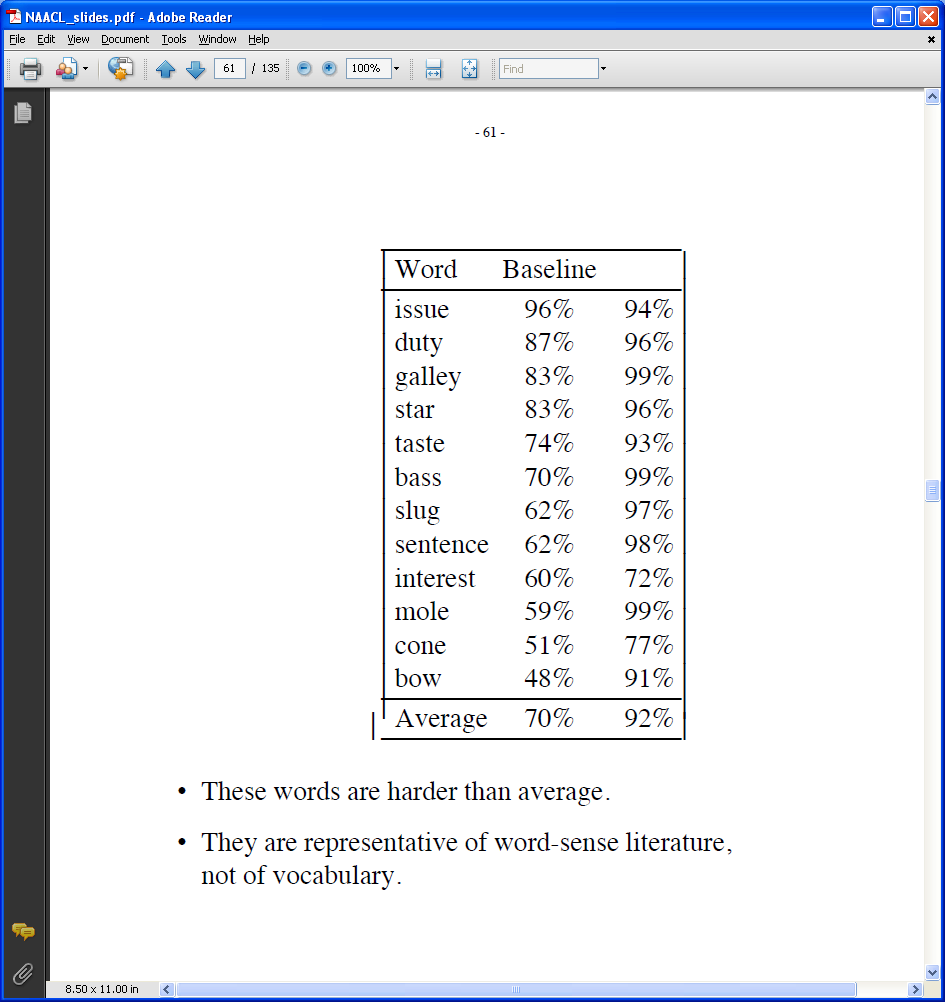 NAACL_slides.pdf - Adobe Reader
File Edit View Document Tools Window Help
61 / 135 100% Find
- 61 -
Word Baseline
issue 96% 94%
duty 87% 96%
galley 83% 99%
star 83% 96%
taste 74% 93%
bass 70% 99%
slug 62% 97%
sentence 62% 98%
interest 60% 72%
mole 59% 99%
cone 51% 77%
bow 48% 91%
Average 70% 92%
• These words are harder than average.
• They are representative of word-sense literature,
not of vocabulary.
8.50 x 11.00 in